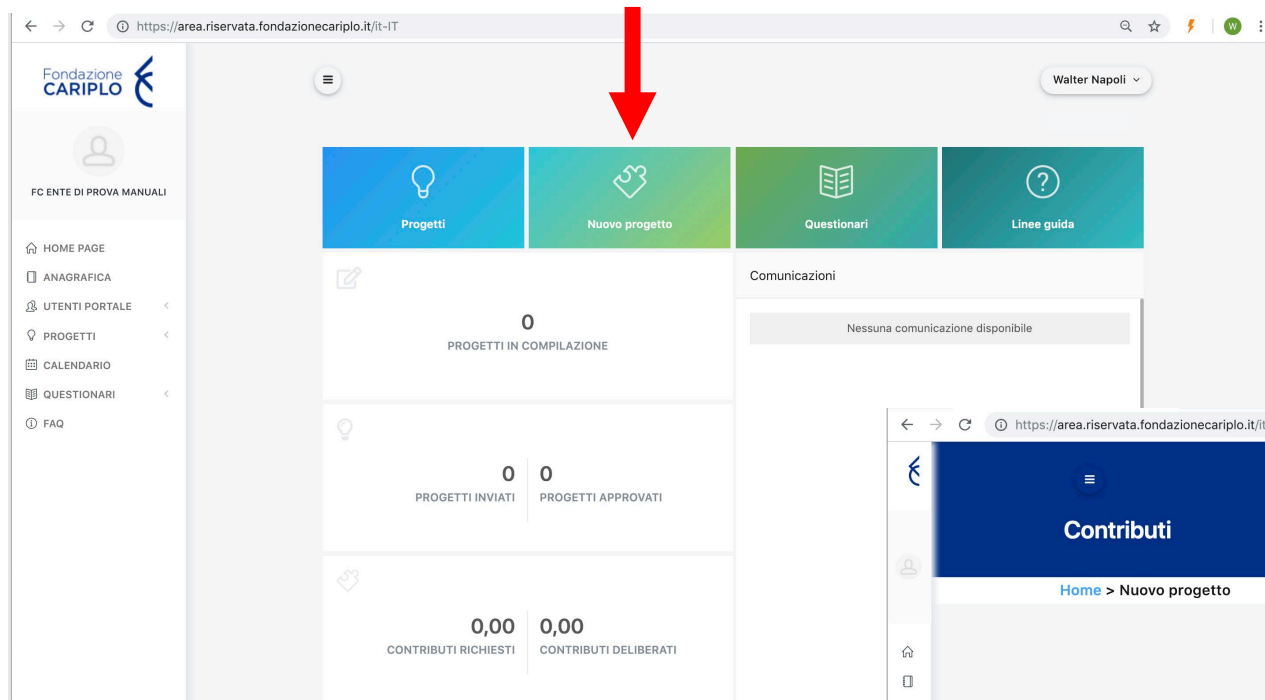 https://area.riservata.fondazionecariplo.it/it-IT
W
Fondazione
CARIPLO
Walter Napoli
FC ENTE DI PROVA MANUALI
HOME PAGE
ANAGRAFICA
UTENTI PORTALE
PROGETTI
CALENDARIO
QUESTIONARI
FAQ
Progetti
Nuovo progetto
Questionari
Linee guida
0
PROGETTI IN COMPILAZIONE
Comunicazioni
Nessuna comunicazione disponibile
0 0
PROGETTI INVIATI PROGETTI APPROVATI
0,00 0,00
CONTRIBUTI RICHIESTI CONTRIBUTI DELIBERATI
https://area.riservata.fondazionecariplo.it/it
Contributi
Home > Nuovo progetto